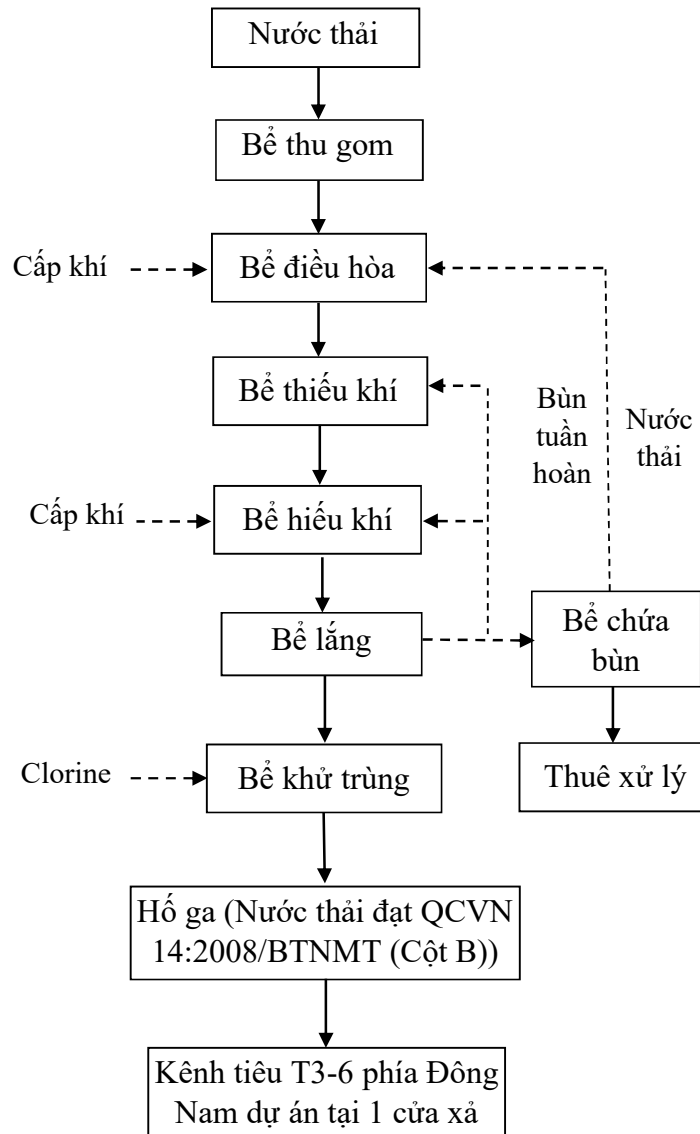 Nước thải
Bể thu gom
Cấp khí
Bể điều hòa
Bể thiếu khí
Bùn
tuần
hoàn
Nước
thải
Cấp khí
Bể hiếu khí
Bể lắng
Bể chứa
bùn
Clorine
Bể khử trùng
Thuê xử lý
Hố ga (Nước thải đạt QCVN
14:2008/BTNMT (Cột B))
Kênh tiêu T3-6 phía Đông
Nam dự án tại 1 cửa xả